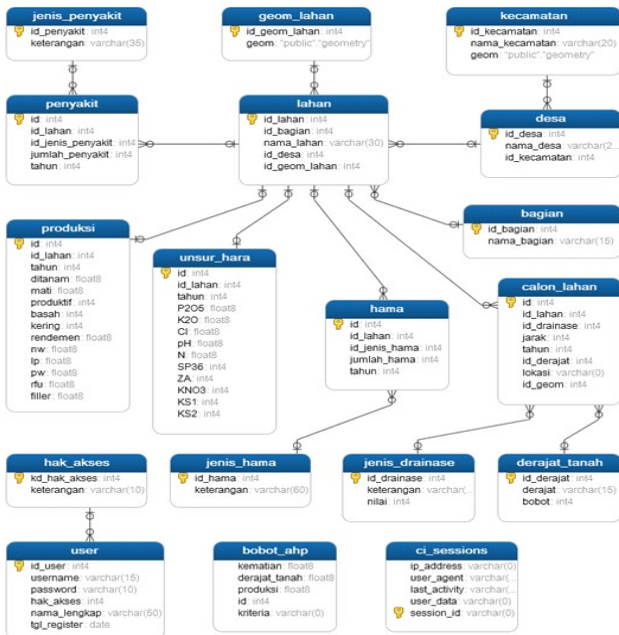 jenis_penyakit
id_penyakit: int4
keterangan: varchar(35)
geom_lahan
id_geom_lahan: int4
geom: "public"."geometry"
kecamatan
id_kecamatan: int4
nama_kecamatan: varchar(20)
geom: "public"."geometry"
penyakit
id: int4
id_lahan: int4
id_jenis_penyakit: int4
jumlah_penyakit: int4
tahun: int4
lahan
id_lahan: int4
id_bagian: int4
nama_lahan: varchar(30)
id_desa: int4
id_geom_lahan: int4
desa
id_desa: int4
nama_desa: varchar(2...
id_kecamatan: int4
bagian
id_bagian: int4
nama_bagian: varchar(15)
produksi
id: int4
id_lahan: int4
tahun: int4
ditanam: float8
mati: float8
produktif: int4
basah: int4
kering: int4
rendemen: float8
nw: float8
lp: float8
pw: float8
rfu: float8
filler: float8
unsur_hara
id: int4
id_lahan: int4
tahun: int4
P2O5: float8
K2O: float8
Cl: float8
pH: float8
N: float8
SP36: int4
ZA: int4
KNO3: int4
KS1: int4
KS2: int4
hama
id: int4
id_lahan: int4
id_jenis_hama: int4
jumlah_hama: int4
tahun: int4
calon_lahan
id: int4
id_lahan: int4
id_drainase: int4
jarak: int4
tahun: int4
id_derajat: int4
lokasi: varchar(0)
id_geom: int4
hak_akses
kd_hak_akses: int4
keterangan: varchar(10)
jenis_hama
id_hama: int4
keterangan: varchar(60)
jenis_drainase
id_drainase: int4
keterangan: varchar(...
nilai: int4
derajat_tanah
id_derajat: int4
derajat: varchar(15)
bobot: int4
user
id_user: int4
username: varchar(15)
password: varchar(10)
hak_akses: int4
nama_lengkap: varchar(50)
tgl_register: date
bobot_ahp
kematian: float8
derajat_tanah: float8
produksi: float8
id: int4
kriteria: varchar(0)
ci_sessions
ip_address: varchar(0)
user_agent: varchar(...
last_activity: varchar(...
user_data: varchar(0)
session_id: varchar(0)